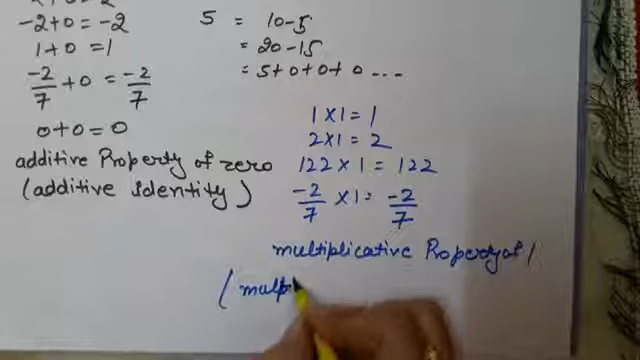 -2+0 = -2
1+0 = 1
-2/7 + 0 = -2/7
0+0 = 0
additive Property of zero
(additive Identity)
5 = 10-5
= 20-15
= 5+0+0+0 ...
1 x 1 = 1
2 x 1 = 2
122 x 1 = 122
-2/7 x 1 = -2/7
multiplicative Property of 1
(